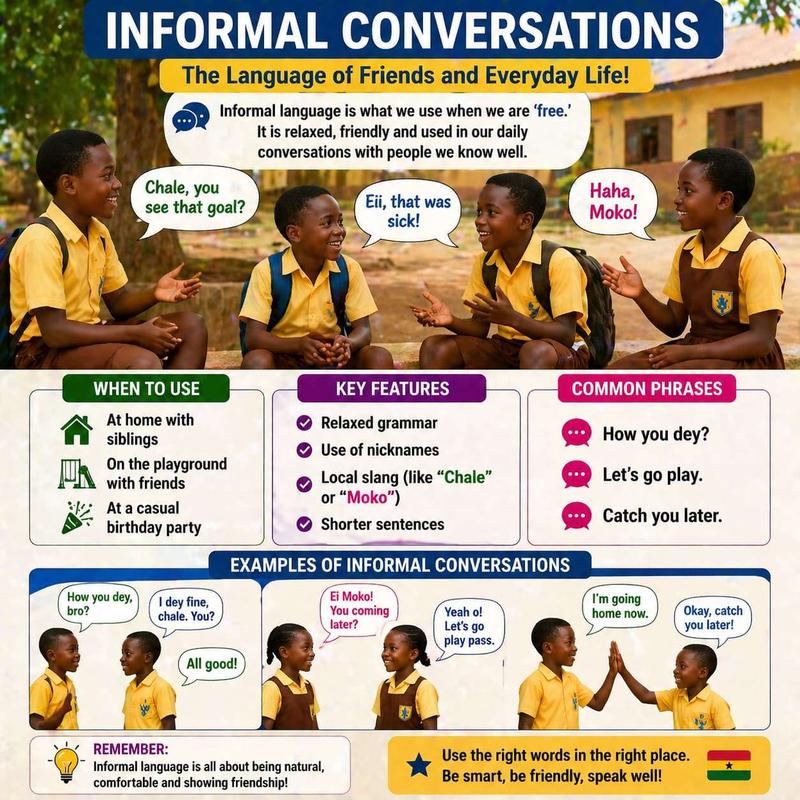 INFORMAL CONVERSATIONS
The Language of Friends and Everyday Life!
Informal language is what we use when we are ‘free.’
It is relaxed, friendly and used in our daily
conversations with people we know well.
Chale, you
see that goal?
Eii, that was
sick!
Haha,
Moko!
WHEN TO USE
At home with
siblings
On the playground
with friends
At a casual
birthday party
KEY FEATURES
Relaxed grammar
Use of nicknames
Local slang (like “Chale”
or “Moko”)
Shorter sentences
COMMON PHRASES
How you dey?
Let’s go play.
Catch you later.
EXAMPLES OF INFORMAL CONVERSATIONS
How you dey,
bro?
I dey fine,
chale. You?
All good!
Ei Moko!
You coming
later?
Yeah o!
Let’s go
play pass.
I’m going
home now.
Okay, catch
you later!
REMEMBER:
Informal language is all about being natural,
comfortable and showing friendship!
Use the right words in the right place.
Be smart, be friendly, speak well!